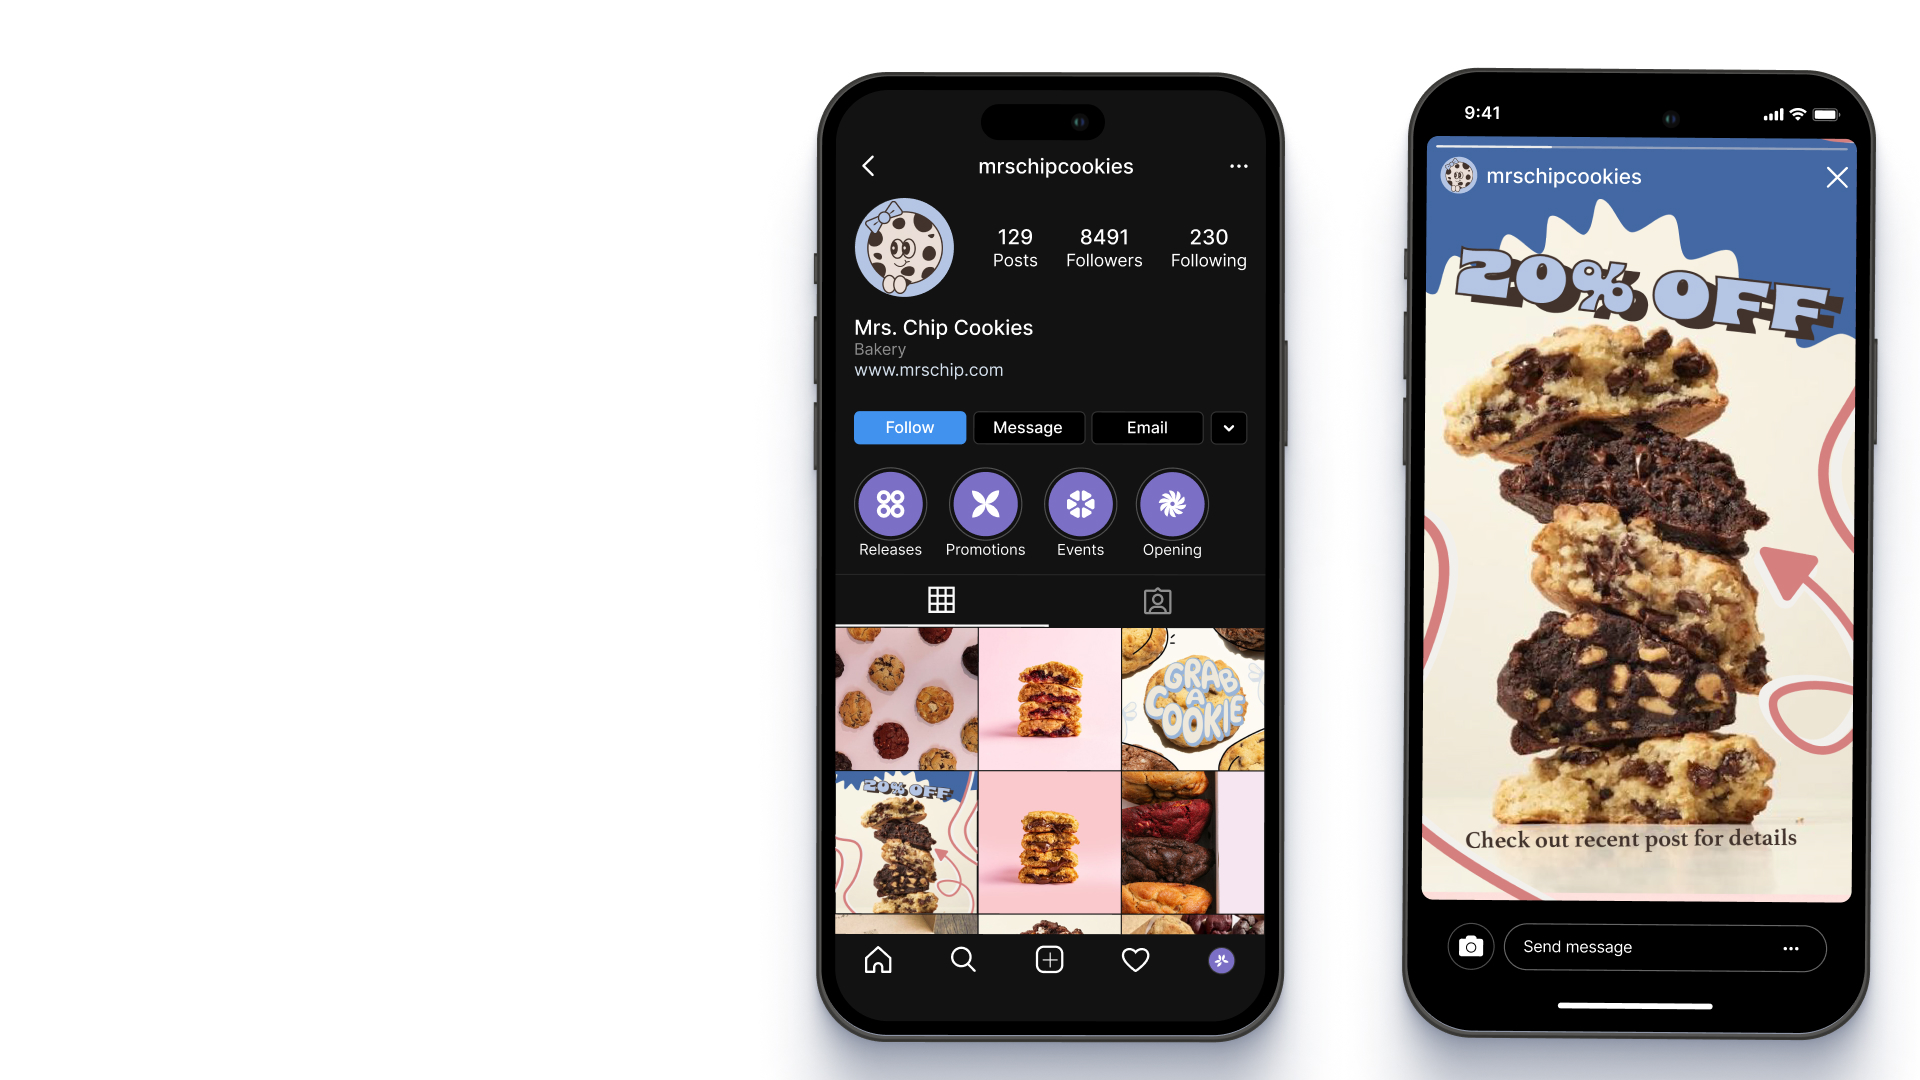 mrschipcookies
129
Posts
8491
Followers
230
Following
Mrs. Chip Cookies
Bakery
www.mrschip.com
Follow
Message
Email
Releases
Promotions
Events
Opening
GRAB
A
COOKIE
20% OFF
9:41
mrschipcookies
20% OFF
Check out recent post for details
Send message